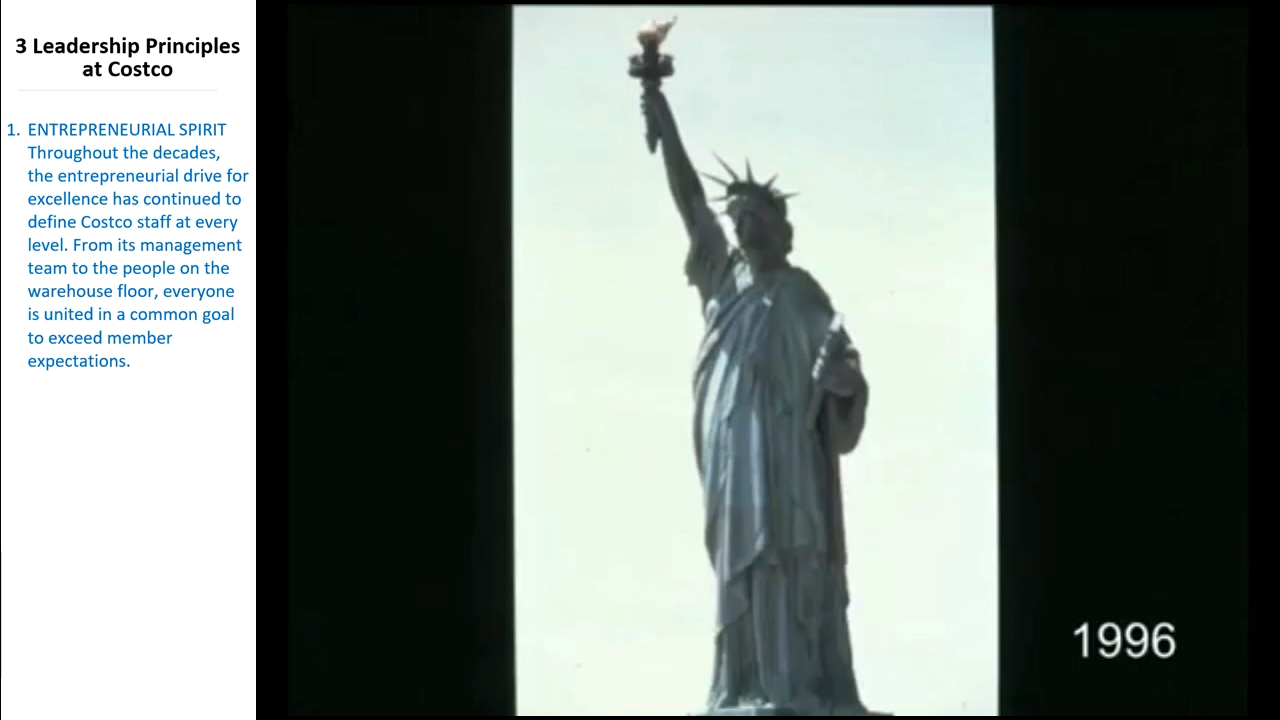 3 Leadership Principles
at Costco
1. ENTREPRENEURIAL SPIRIT
Throughout the decades,
the entrepreneurial drive for
excellence has continued to
define Costco staff at every
level. From its management
team to the people on the
warehouse floor, everyone
is united in a common goal
to exceed member
expectations.
1996